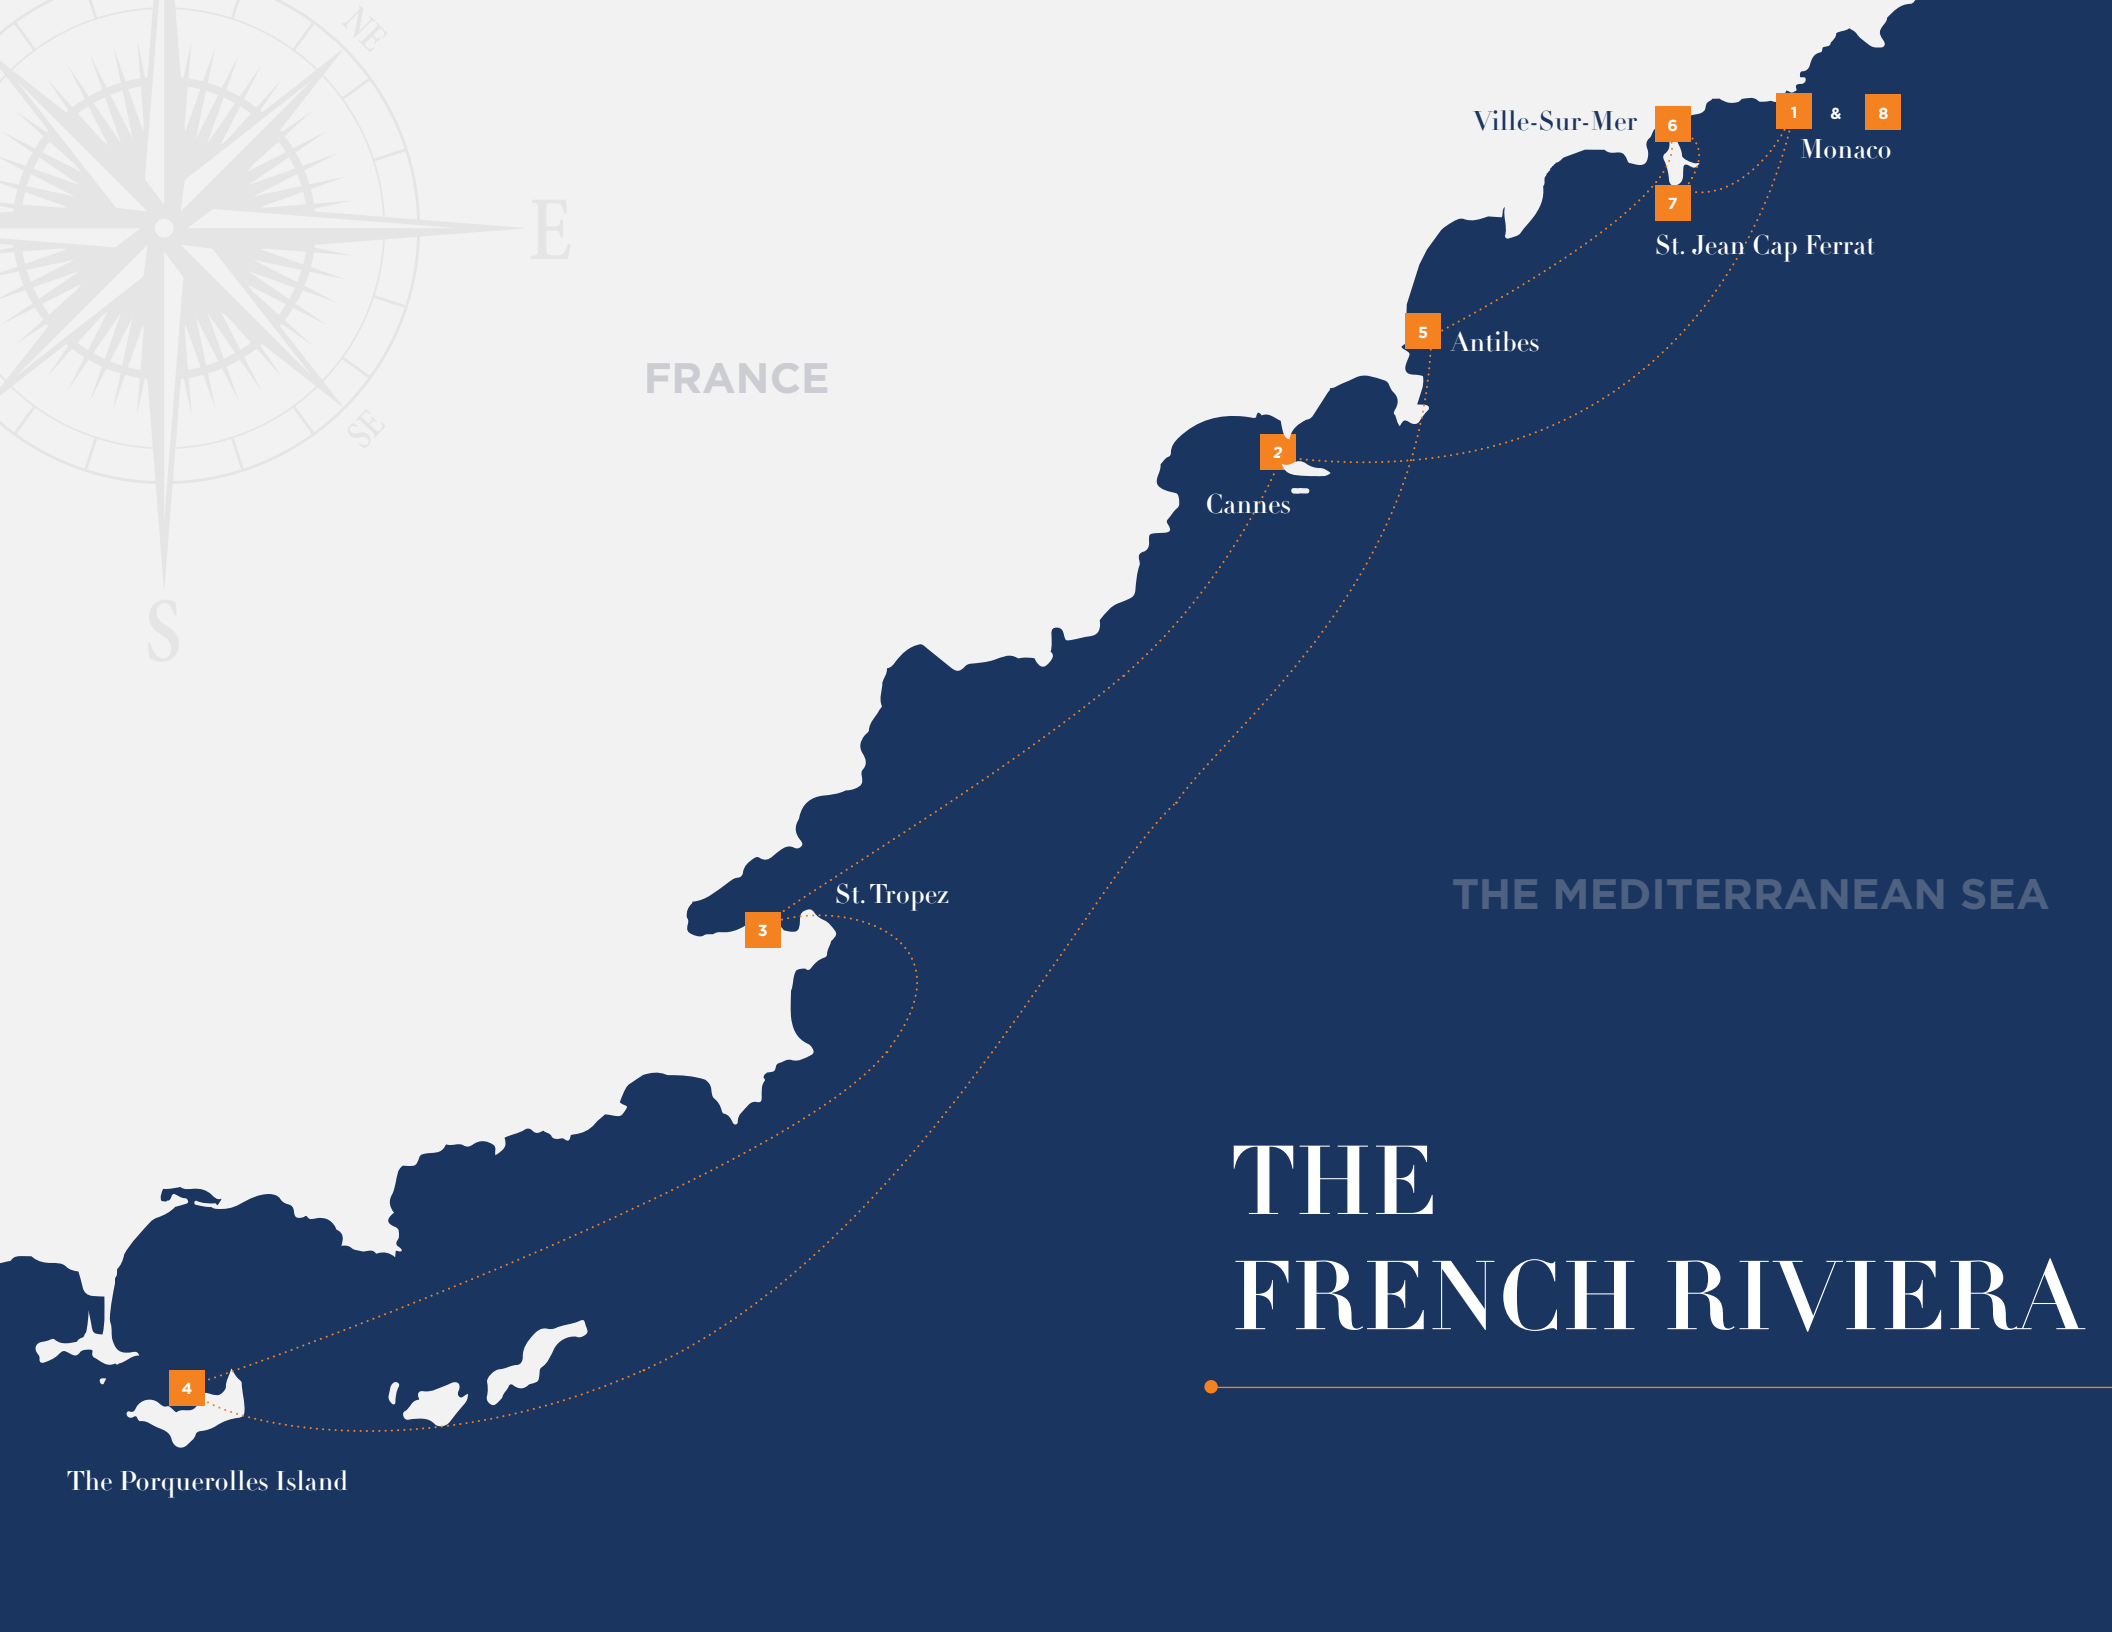 NE
E
SE
S
FRANCE
Ville-Sur-Mer
6
1 & 8
Monaco
7
St. Jean Cap Ferrat
5
Antibes
2
Cannes
St. Tropez
3
THE MEDITERRANEAN SEA
THE
FRENCH RIVIERA
4
The Porquerolles Island